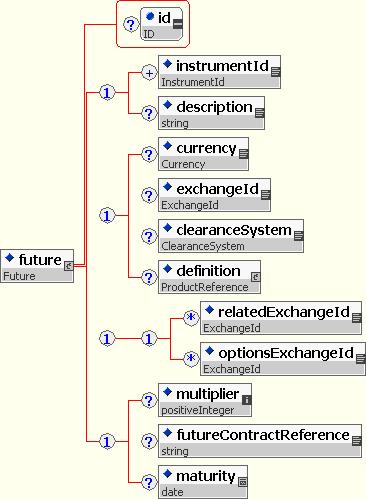 ? id
ID
+ instrumentId
InstrumentId
1
? description
string
? currency
Currency
? exchangeId
ExchangeId
1
? clearanceSystem
ClearanceSystem
future
Future
? definition
ProductReference
* relatedExchangeId
ExchangeId
1 1
* optionsExchangeId
ExchangeId
? multiplier
positiveInteger
1 ? futureContractReference
string
? maturity
date